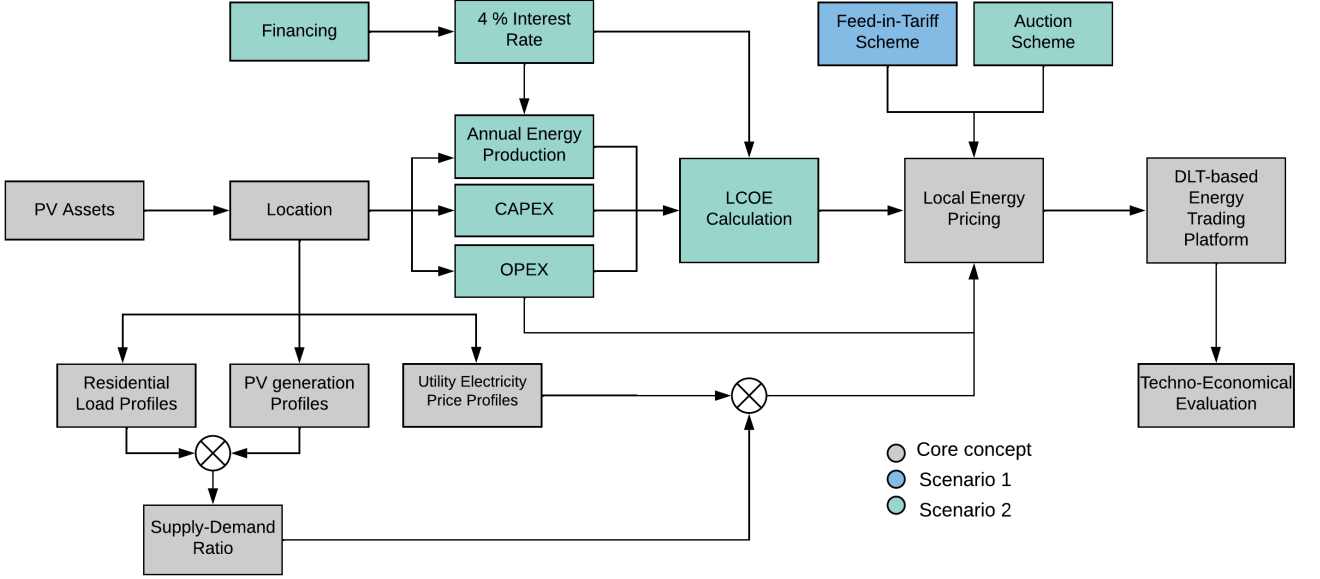 Financing
4 % Interest
Rate
Feed-in-Tariff
Scheme
Auction
Scheme
Annual Energy
Production
PV Assets
Location
CAPEX
OPEX
LCOE
Calculation
Local Energy
Pricing
DLT-based
Energy
Trading
Platform
Residential
Load Profiles
PV generation
Profiles
Utility Electricity
Price Profiles
Techno-Economical
Evaluation
Supply-Demand
Ratio
Core concept
Scenario 1
Scenario 2